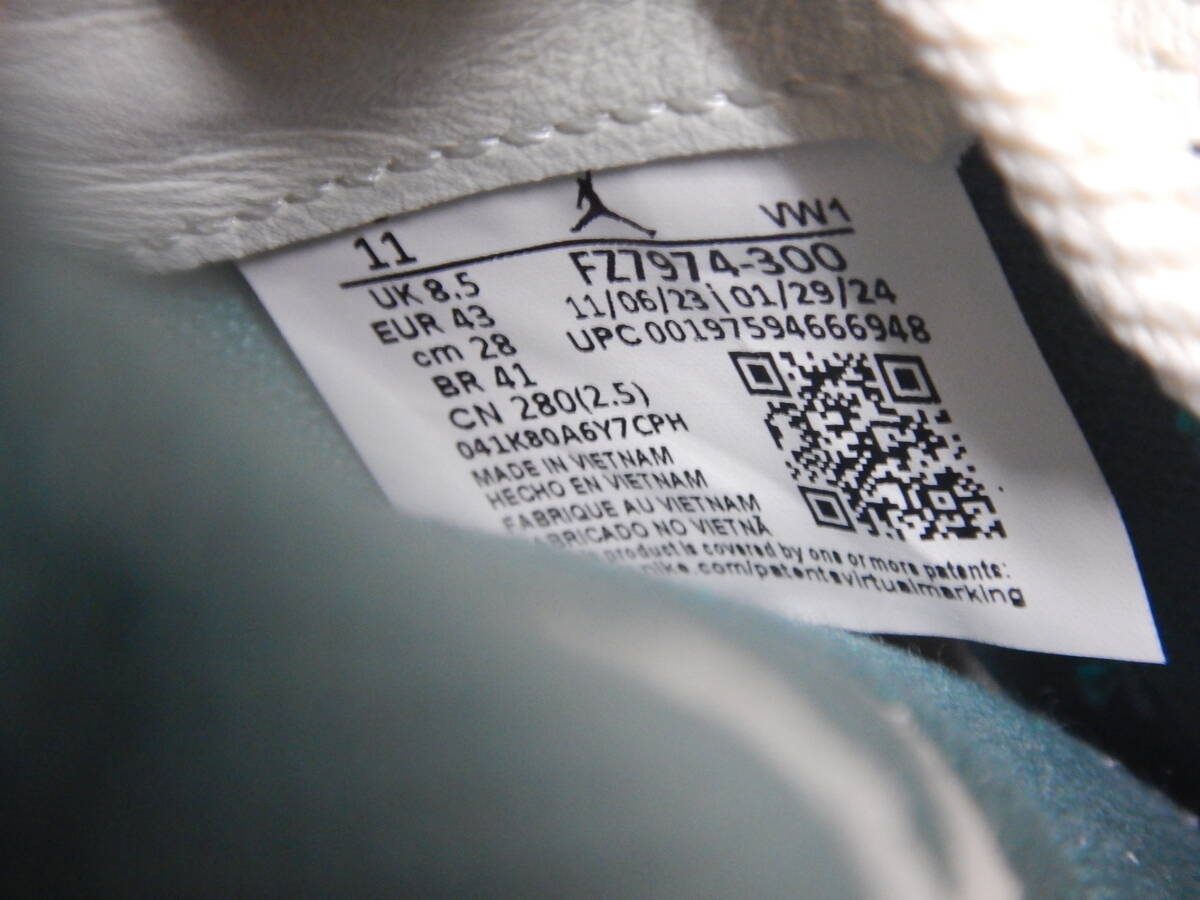 11
VW1
UK 8.5
EUR 43
cm 28
BR 41
CN 280(2.5)
FZ7974-300
11/06/23\01/29/24
UPC 00197594666948
041K80A6Y7CPH
MADE IN VIETNAM
HECHO EN VIETNAM
FABRIQUE AU VIETNAM
FABRICADO NO VIETNÃ
product is covered by one or more patents:
nike.com/patentsvirtualmarking